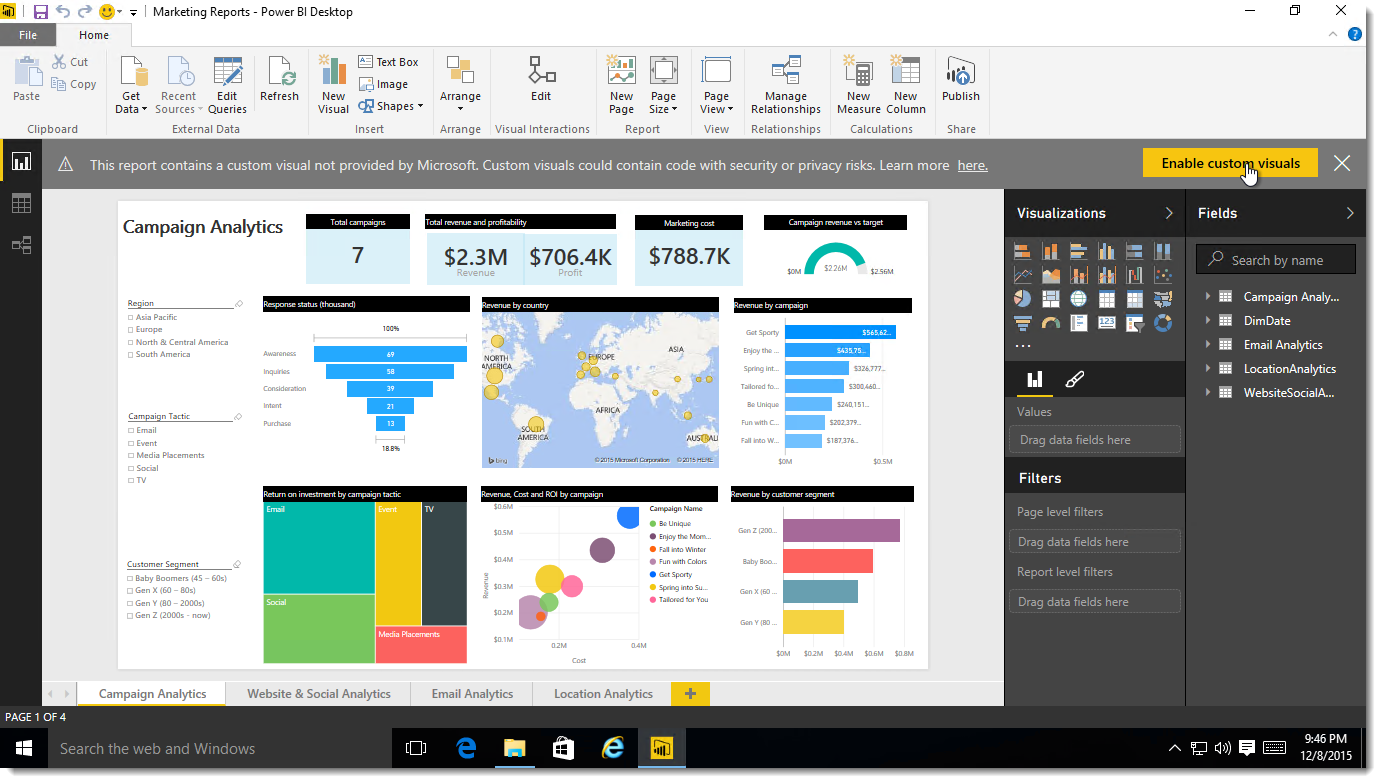 Marketing Reports - Power BI Desktop
File
Home
Paste
Cut
Copy
Clipboard
Get Data
Recent Sources
Edit Queries
Refresh
External Data
New Visual
Text Box
Image
Shapes
Insert
Arrange
Arrange
Edit
Visual Interactions
New Page
Page Size
Report
Page View
View
Manage Relationships
Relationships
New Measure
New Column
Calculations
Publish
Share
This report contains a custom visual not provided by Microsoft. Custom visuals could contain code with security or privacy risks. Learn more here.
Enable custom visuals
Campaign Analytics
Total campaigns
7
Total revenue and profitability
$2.3M
Revenue
$706.4K
Profit
Marketing cost
$788.7K
Campaign revenue vs target
$0M
$2.26M
$2.56M
Region
Asia Pacific
Europe
North & Central America
South America
Campaign Tactic
Email
Event
Media Placements
Social
TV
Customer Segment
Baby Boomers (45 – 60s)
Gen X (60 – 80s)
Gen Y (80 – 2000s)
Gen Z (2000s - now)
Response status (thousand)
100%
Awareness 69
Inquiries 58
Consideration 39
Intent 21
Purchase 13
18.8%
Revenue by country
NORTH AMERICA
EUROPE
ASIA
AFRICA
SOUTH AMERICA
AUSTRAL
bing
© 2015 Microsoft Corporation © 2015 HERE
Revenue by campaign
Get Sporty $565,62...
Enjoy the ... $435,75...
Spring int... $326,777...
Tailored fo... $300,460...
Be Unique $240,151...
Fun with C... $202,379...
Fall into W... $187,376...
$0M $0.5M
Return on investment by campaign tactic
Email
Event
TV
Social
Media Placements
Revenue, Cost and ROI by campaign
Revenue
$0.6M
$0.5M
$0.4M
$0.3M
$0.2M
$0.1M
0.2M 0.4M
Cost
Campaign Name
Be Unique
Enjoy the Mom...
Fall into Winter
Fun with Colors
Get Sporty
Spring into Su...
Tailored for You
Revenue by customer segment
Gen Z (200...
Baby Boo...
Gen X (60 ...
Gen Y (80 ...
$0M $0.2M $0.4M $0.6M $0.8M
Visualizations
Values
Drag data fields here
Filters
Page level filters
Drag data fields here
Report level filters
Drag data fields here
Fields
Search by name
Campaign Analy...
DimDate
Email Analytics
LocationAnalytics
WebsiteSocialA...
Campaign Analytics
Website & Social Analytics
Email Analytics
Location Analytics
PAGE 1 OF 4
Search the web and Windows
9:46 PM
12/8/2015